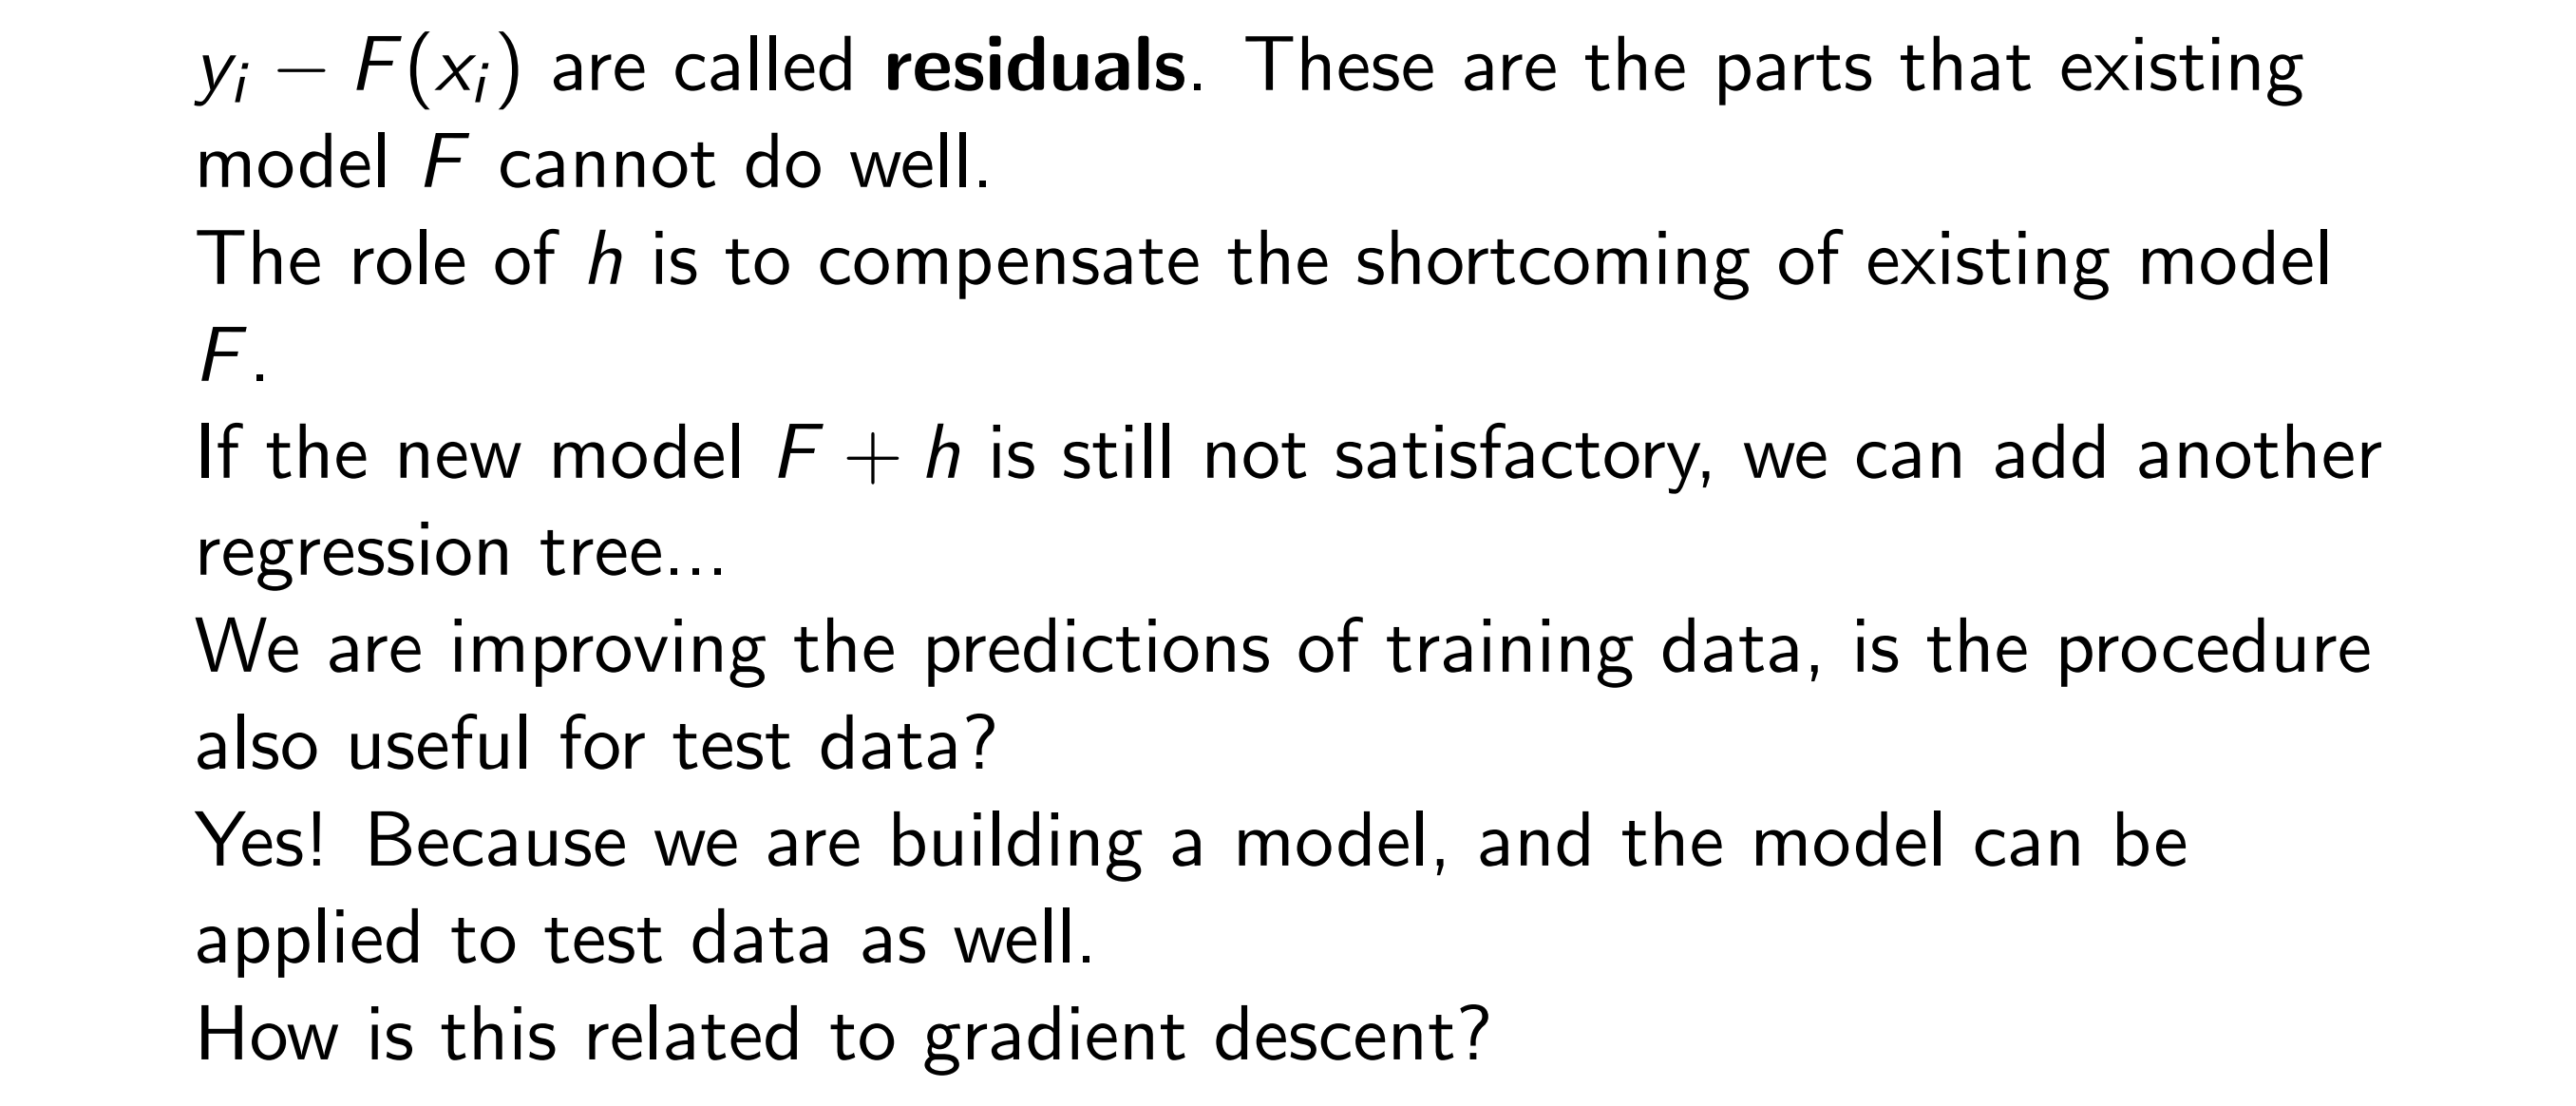 y_i − F(x_i) are called residuals. These are the parts that existing
model F cannot do well.
The role of h is to compensate the shortcoming of existing model
F.
If the new model F + h is still not satisfactory, we can add another
regression tree...
We are improving the predictions of training data, is the procedure
also useful for test data?
Yes! Because we are building a model, and the model can be
applied to test data as well.
How is this related to gradient descent?